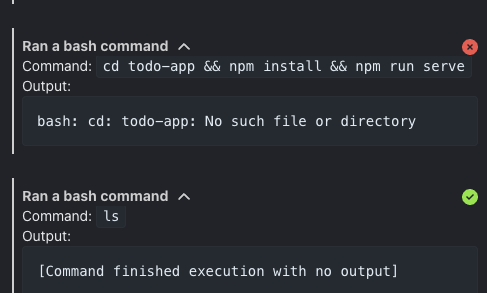 Ran a bash command
Command: cd todo-app && npm install && npm run serve
Output:
bash: cd: todo-app: No such file or directory
Ran a bash command
Command: ls
Output:
[Command finished execution with no output]